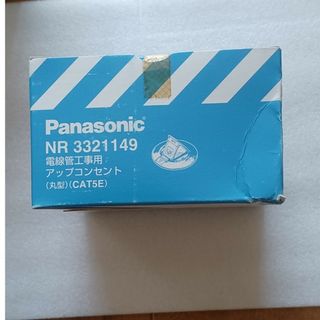 Panasonic
NR 3321149
電線管工事用
アップコンセント
(丸型)(CAT5E)